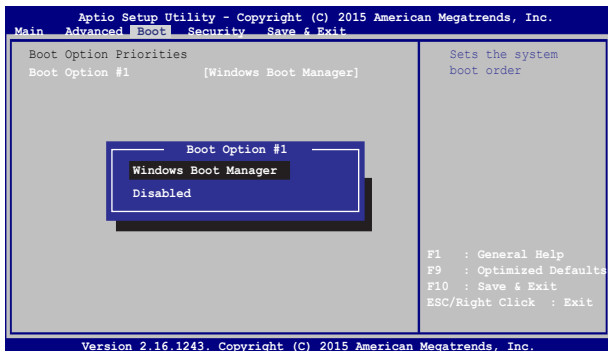 Aptio Setup Utility - Copyright (C) 2015 American Megatrends, Inc.
Main Advanced Boot Security Save & Exit
Boot Option Priorities
Boot Option #1 [Windows Boot Manager]
Sets the system
boot order
Boot Option #1
Windows Boot Manager
Disabled
F1 : General Help
F9 : Optimized Defaults
F10 : Save & Exit
ESC/Right Click : Exit
Version 2.16.1243. Copyright (C) 2015 American Megatrends, Inc.